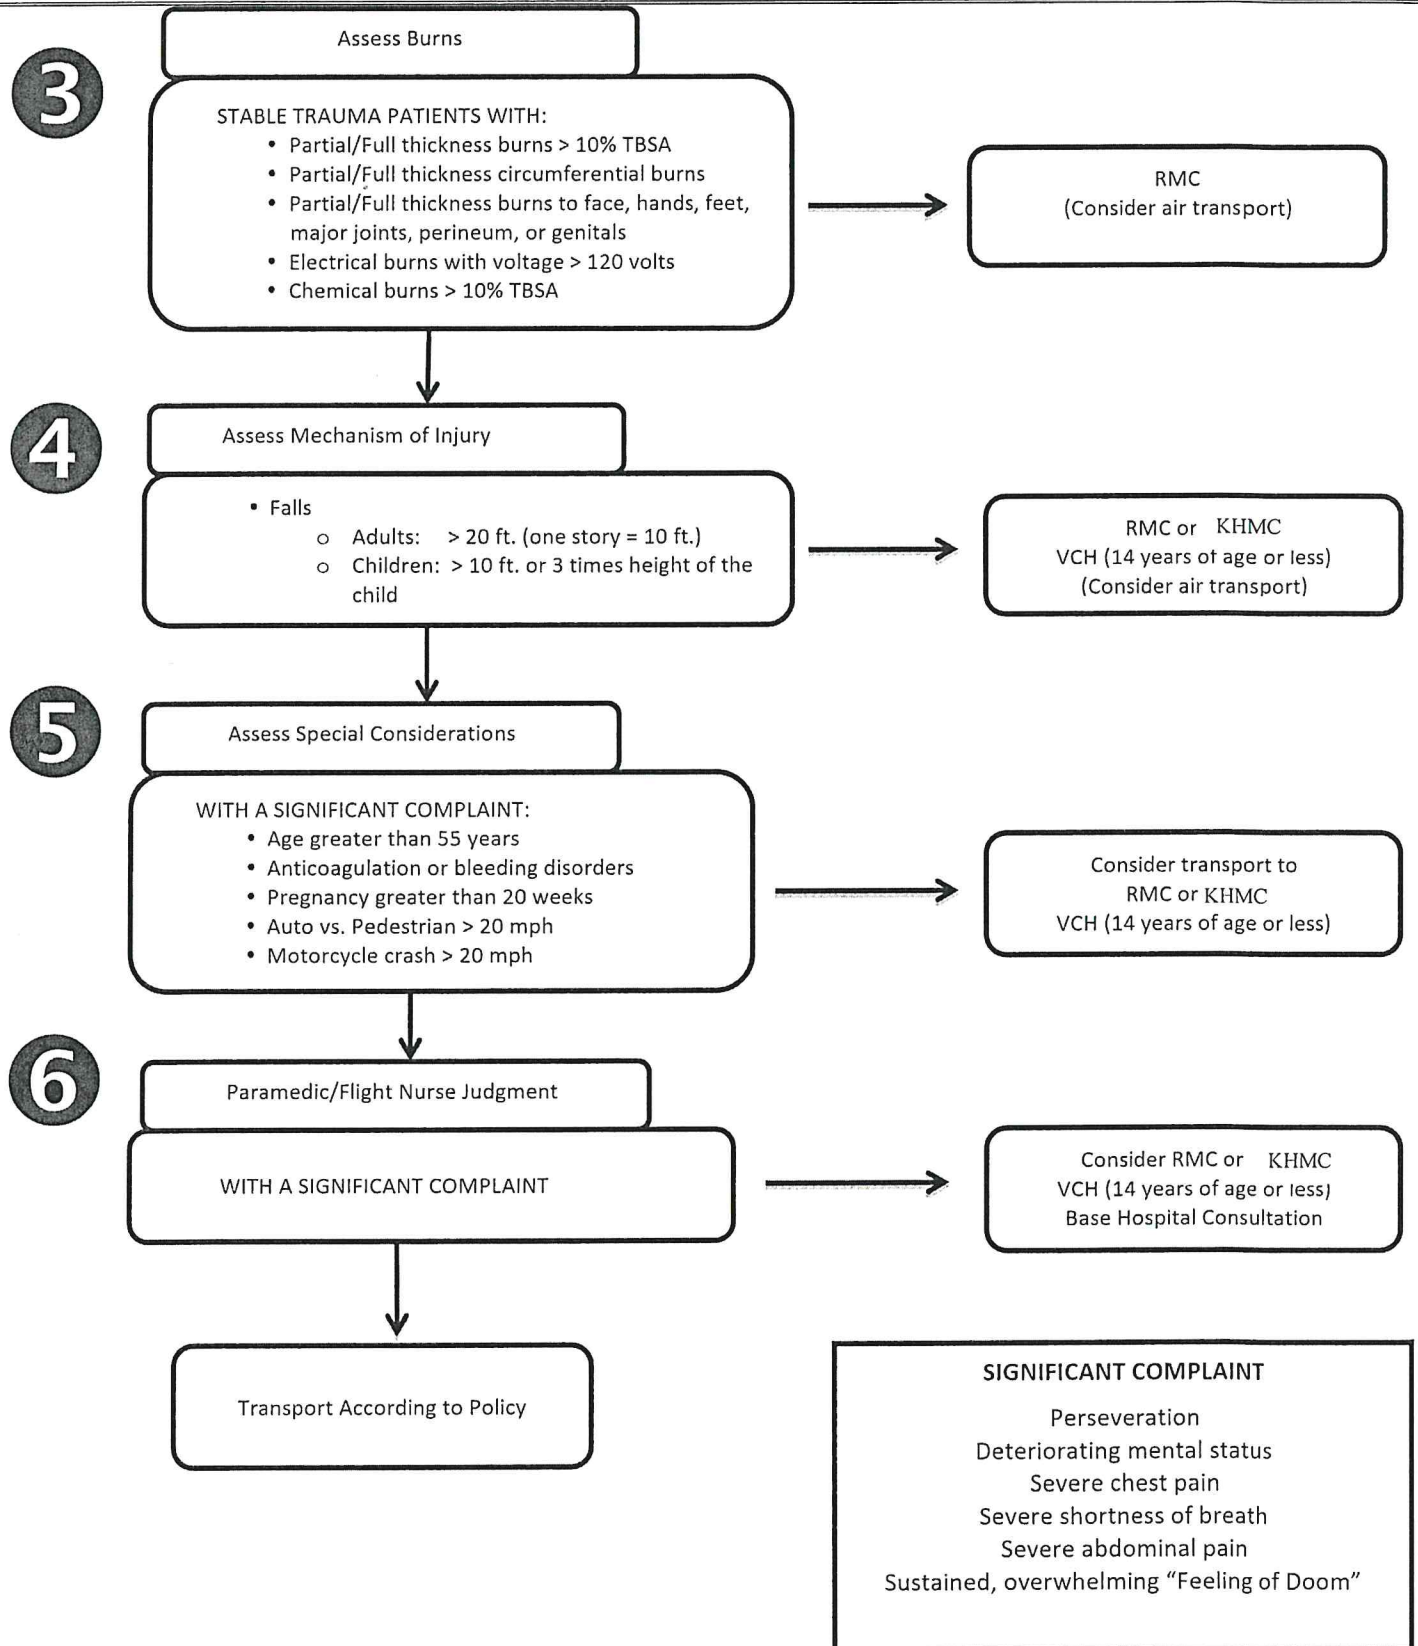 3
Assess Burns
STABLE TRAUMA PATIENTS WITH:
• Partial/Full thickness burns > 10% TBSA
• Partial/Full thickness circumferential burns
• Partial/Full thickness burns to face, hands, feet,
major joints, perineum, or genitals
• Electrical burns with voltage > 120 volts
• Chemical burns > 10% TBSA
RMC
(Consider air transport)
4
Assess Mechanism of Injury
• Falls
o Adults: > 20 ft. (one story = 10 ft.)
o Children: > 10 ft. or 3 times height of the
child
RMC or KHMC
VCH (14 years of age or less)
(Consider air transport)
5
Assess Special Considerations
WITH A SIGNIFICANT COMPLAINT:
• Age greater than 55 years
• Anticoagulation or bleeding disorders
• Pregnancy greater than 20 weeks
• Auto vs. Pedestrian > 20 mph
• Motorcycle crash > 20 mph
Consider transport to
RMC or KHMC
VCH (14 years of age or less)
6
Paramedic/Flight Nurse Judgment
WITH A SIGNIFICANT COMPLAINT
Consider RMC or KHMC
VCH (14 years of age or less)
Base Hospital Consultation
Transport According to Policy
SIGNIFICANT COMPLAINT
Perseveration
Deteriorating mental status
Severe chest pain
Severe shortness of breath
Severe abdominal pain
Sustained, overwhelming “Feeling of Doom”